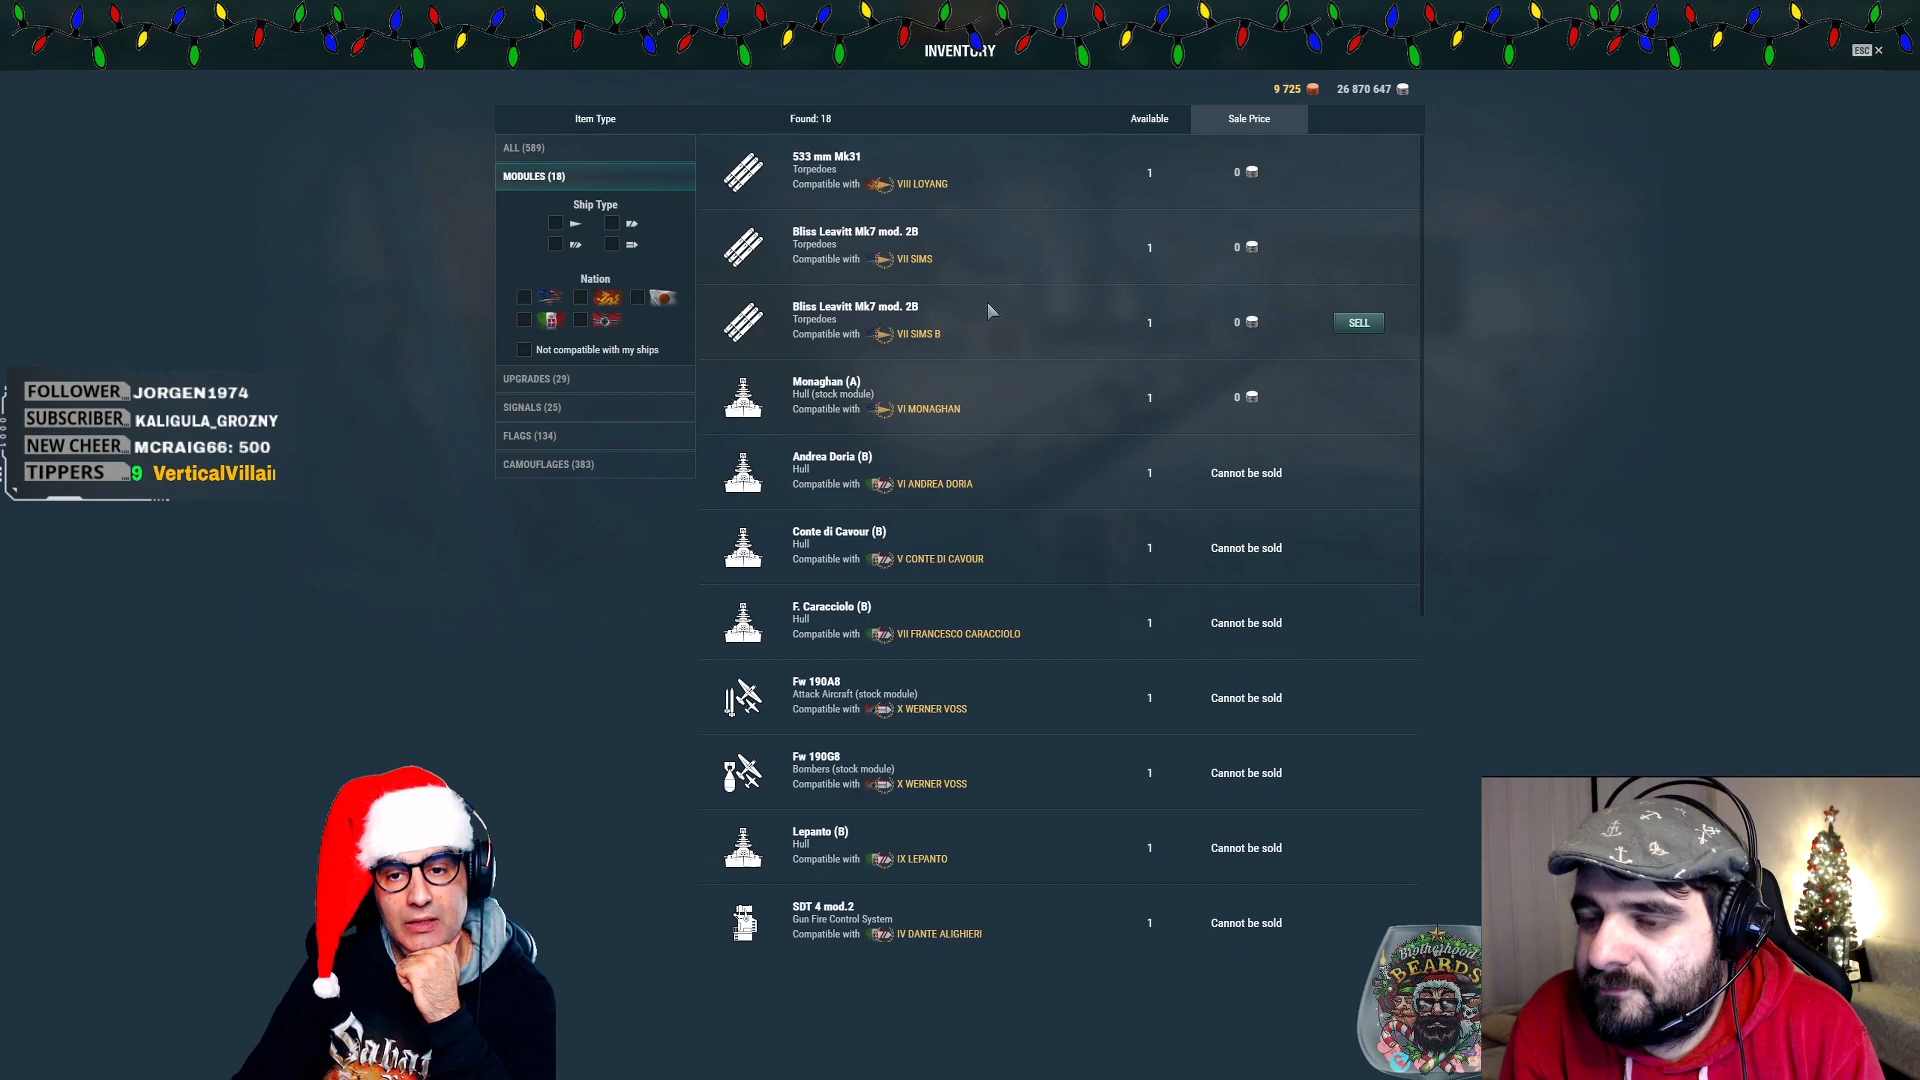 INVENTORY
ESC
9 725
26 870 647
Item Type
Found: 18
Available
Sale Price
ALL (589)
MODULES (18)
Ship Type
Nation
Not compatible with my ships
UPGRADES (29)
SIGNALS (25)
FLAGS (134)
CAMOUFLAGES (383)
533 mm Mk31
Torpedoes
Compatible with VIII LOYANG
1
0
Bliss Leavitt Mk7 mod. 2B
Torpedoes
Compatible with VII SIMS
1
0
Bliss Leavitt Mk7 mod. 2B
Torpedoes
Compatible with VII SIMS B
1
0
SELL
Monaghan (A)
Hull (stock module)
Compatible with VI MONAGHAN
1
0
Andrea Doria (B)
Hull
Compatible with VI ANDREA DORIA
1
Cannot be sold
Conte di Cavour (B)
Hull
Compatible with V CONTE DI CAVOUR
1
Cannot be sold
F. Caracciolo (B)
Hull
Compatible with VII FRANCESCO CARACCIOLO
1
Cannot be sold
Fw 190A8
Attack Aircraft (stock module)
Compatible with X WERNER VOSS
1
Cannot be sold
Fw 190G8
Bombers (stock module)
Compatible with X WERNER VOSS
1
Cannot be sold
Lepanto (B)
Hull
Compatible with IX LEPANTO
1
Cannot be sold
SDT 4 mod.2
Gun Fire Control System
Compatible with IV DANTE ALIGHIERI
1
Cannot be sold
FOLLOWER JORGEN1974
SUBSCRIBER KALIGULA_GROZNY
NEW CHEER MCRAIG66: 500
TIPPERS 9 VerticalVillai
Brotherhood
BEARDS